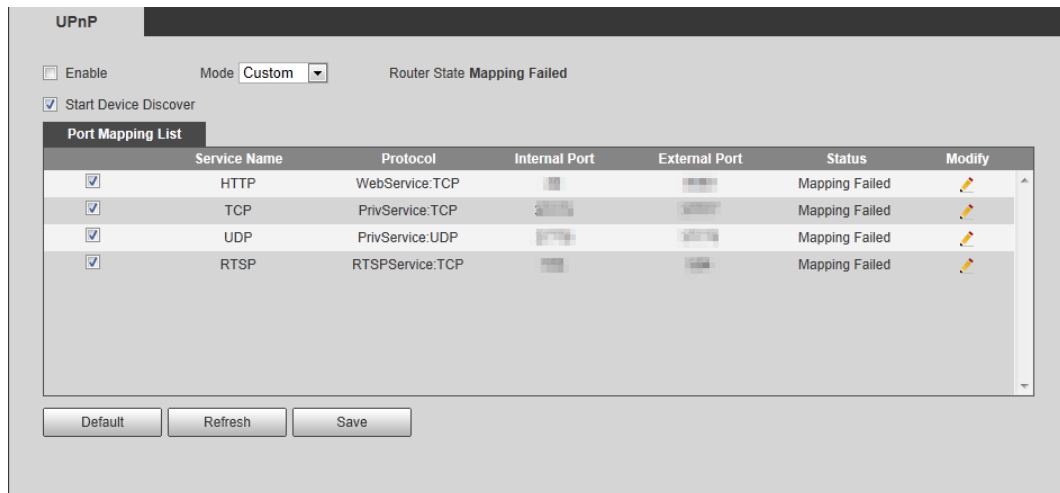 UPnP
Enable Mode Custom Router State Mapping Failed
Start Device Discover
Port Mapping List
Service Name Protocol Internal Port External Port Status Modify
HTTP WebService:TCP Mapping Failed
TCP PrivService:TCP Mapping Failed
UDP PrivService:UDP Mapping Failed
RTSP RTSPService:TCP Mapping Failed
Default Refresh Save